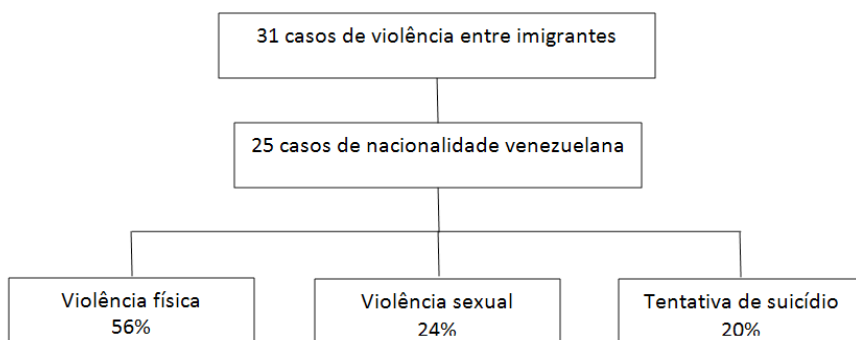 31 casos de violência entre imigrantes
25 casos de nacionalidade venezuelana
Violência física
56%
Violência sexual
24%
Tentativa de suicídio
20%